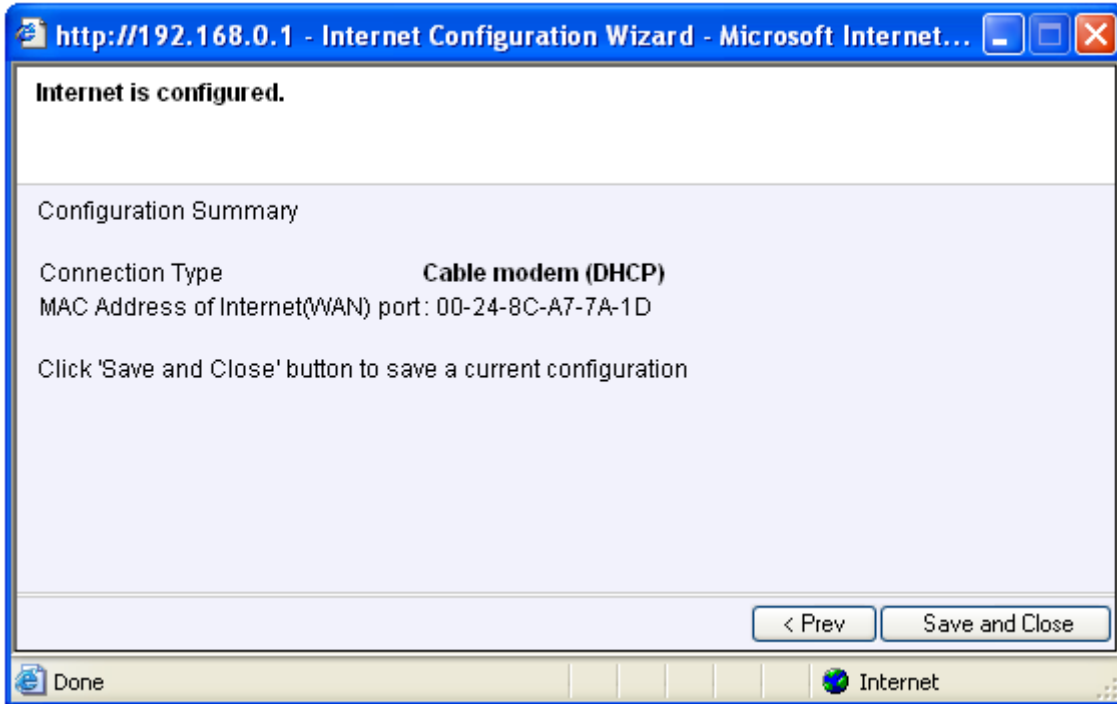 http://192.168.0.1 - Internet Configuration Wizard - Microsoft Internet...
Internet is configured.
Configuration Summary
Connection Type Cable modem (DHCP)
MAC Address of Internet(WAN) port : 00-24-8C-A7-7A-1D
Click 'Save and Close' button to save a current configuration
< Prev Save and Close
Done Internet